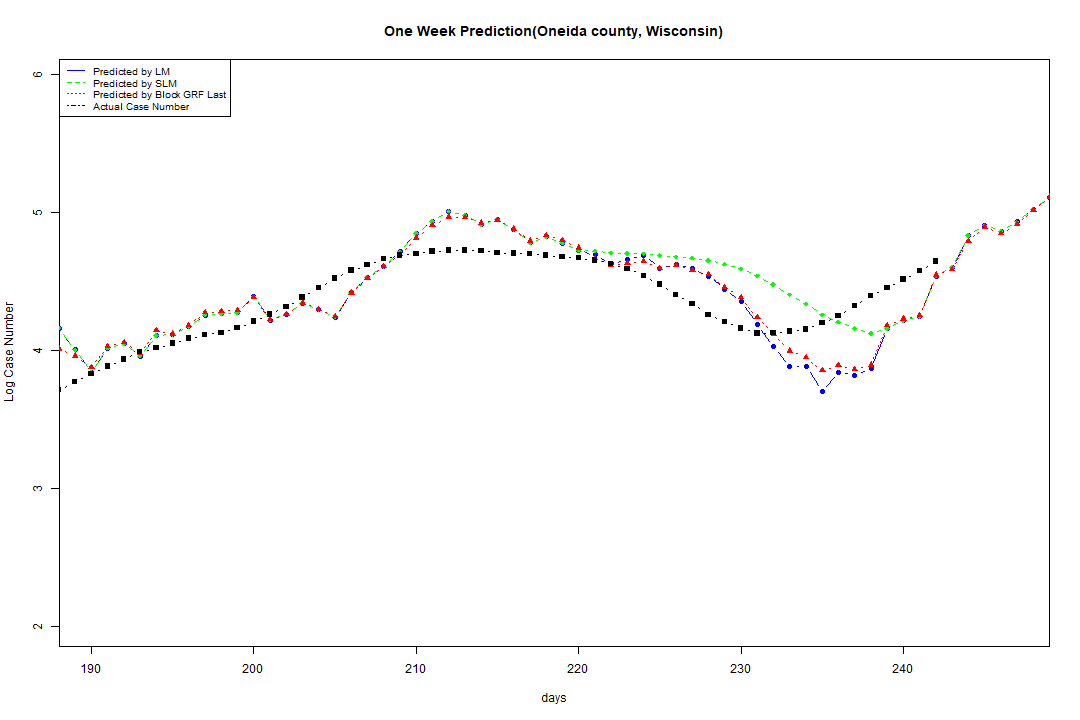 One Week Prediction(Oneida county, Wisconsin)
6
Predicted by LM
Predicted by SLM
Predicted by Block GRF Last
Actual Case Number
5
4
3
2
Log Case Number
190 200 210 220 230 240
days